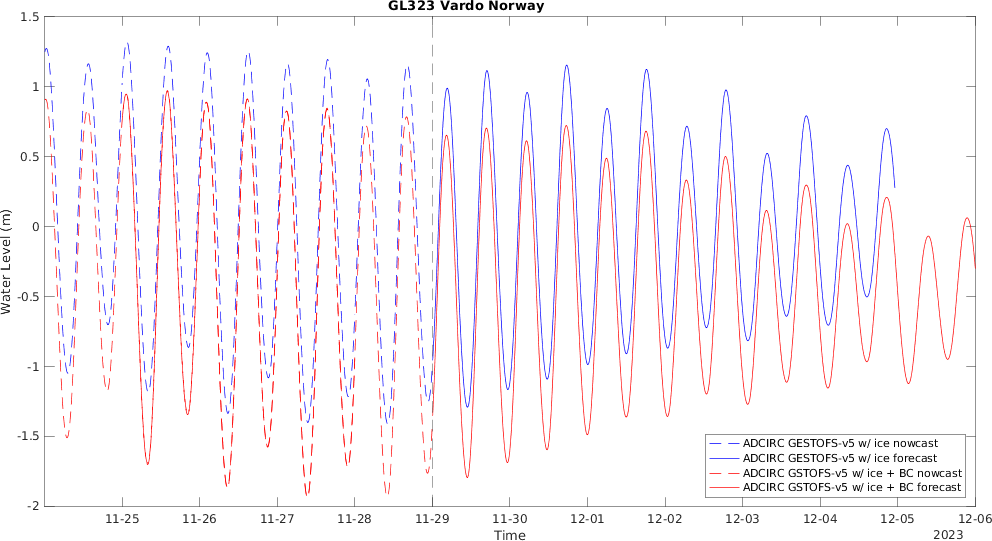 GL323 Vardo Norway
1.5
1
0.5
0
-0.5
-1
-1.5
-2
Water Level (m)
11-25 11-26 11-27 11-28 11-29 11-30 12-01 12-02 12-03 12-04 12-05 12-06
Time
2023
ADCIRC GESTOFS-v5 w/ ice nowcast
ADCIRC GESTOFS-v5 w/ ice forecast
ADCIRC GSTOFS-v5 w/ ice + BC nowcast
ADCIRC GSTOFS-v5 w/ ice + BC forecast